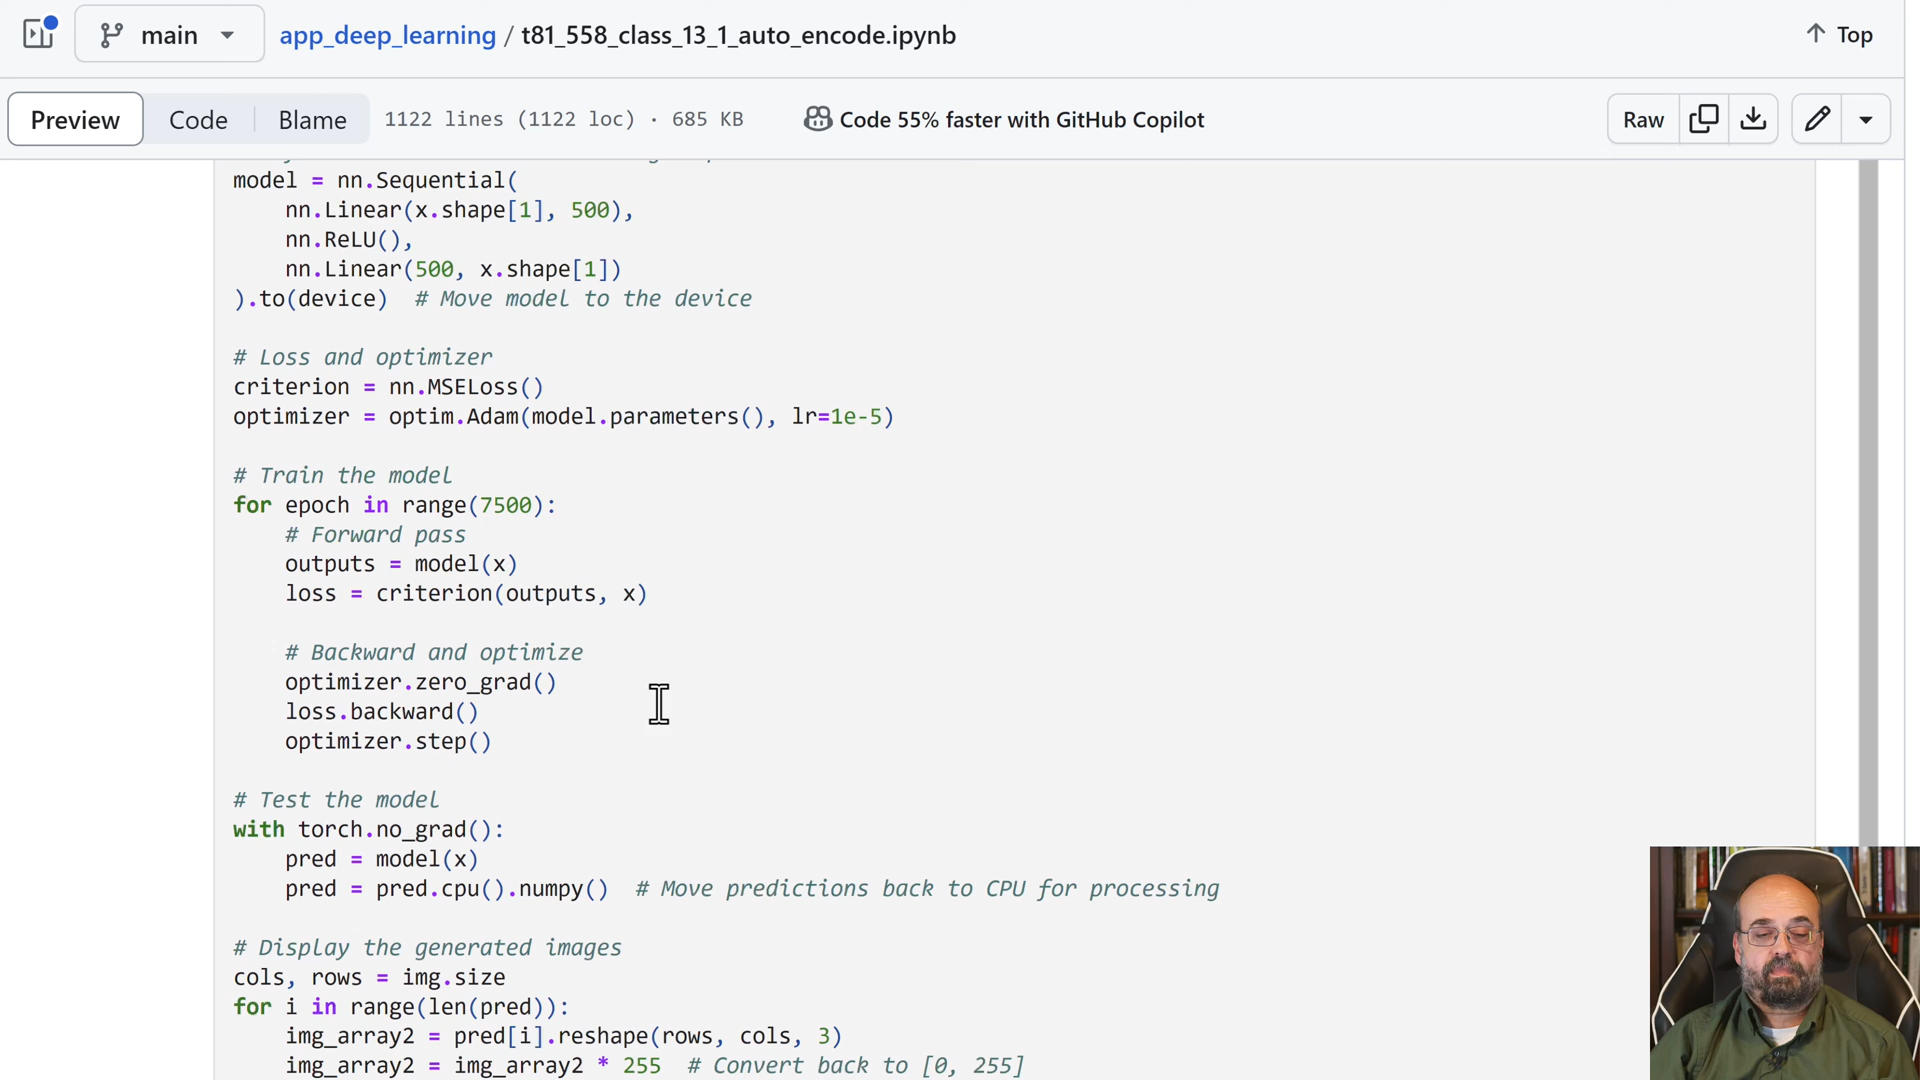 main
app_deep_learning / t81_558_class_13_1_auto_encode.ipynb
Top
Preview Code Blame 1122 lines (1122 loc) · 685 KB Code 55% faster with GitHub Copilot Raw
model = nn.Sequential(
    nn.Linear(x.shape[1], 500),
    nn.ReLU(),
    nn.Linear(500, x.shape[1])
).to(device)  # Move model to the device
# Loss and optimizer
criterion = nn.MSELoss()
optimizer = optim.Adam(model.parameters(), lr=1e-5)
# Train the model
for epoch in range(7500):
    # Forward pass
    outputs = model(x)
    loss = criterion(outputs, x)
    # Backward and optimize
    optimizer.zero_grad()
    loss.backward()
    optimizer.step()
# Test the model
with torch.no_grad():
    pred = model(x)
    pred = pred.cpu().numpy()  # Move predictions back to CPU for processing
# Display the generated images
cols, rows = img.size
for i in range(len(pred)):
    img_array2 = pred[i].reshape(rows, cols, 3)
    img_array2 = img_array2 * 255  # Convert back to [0, 255]